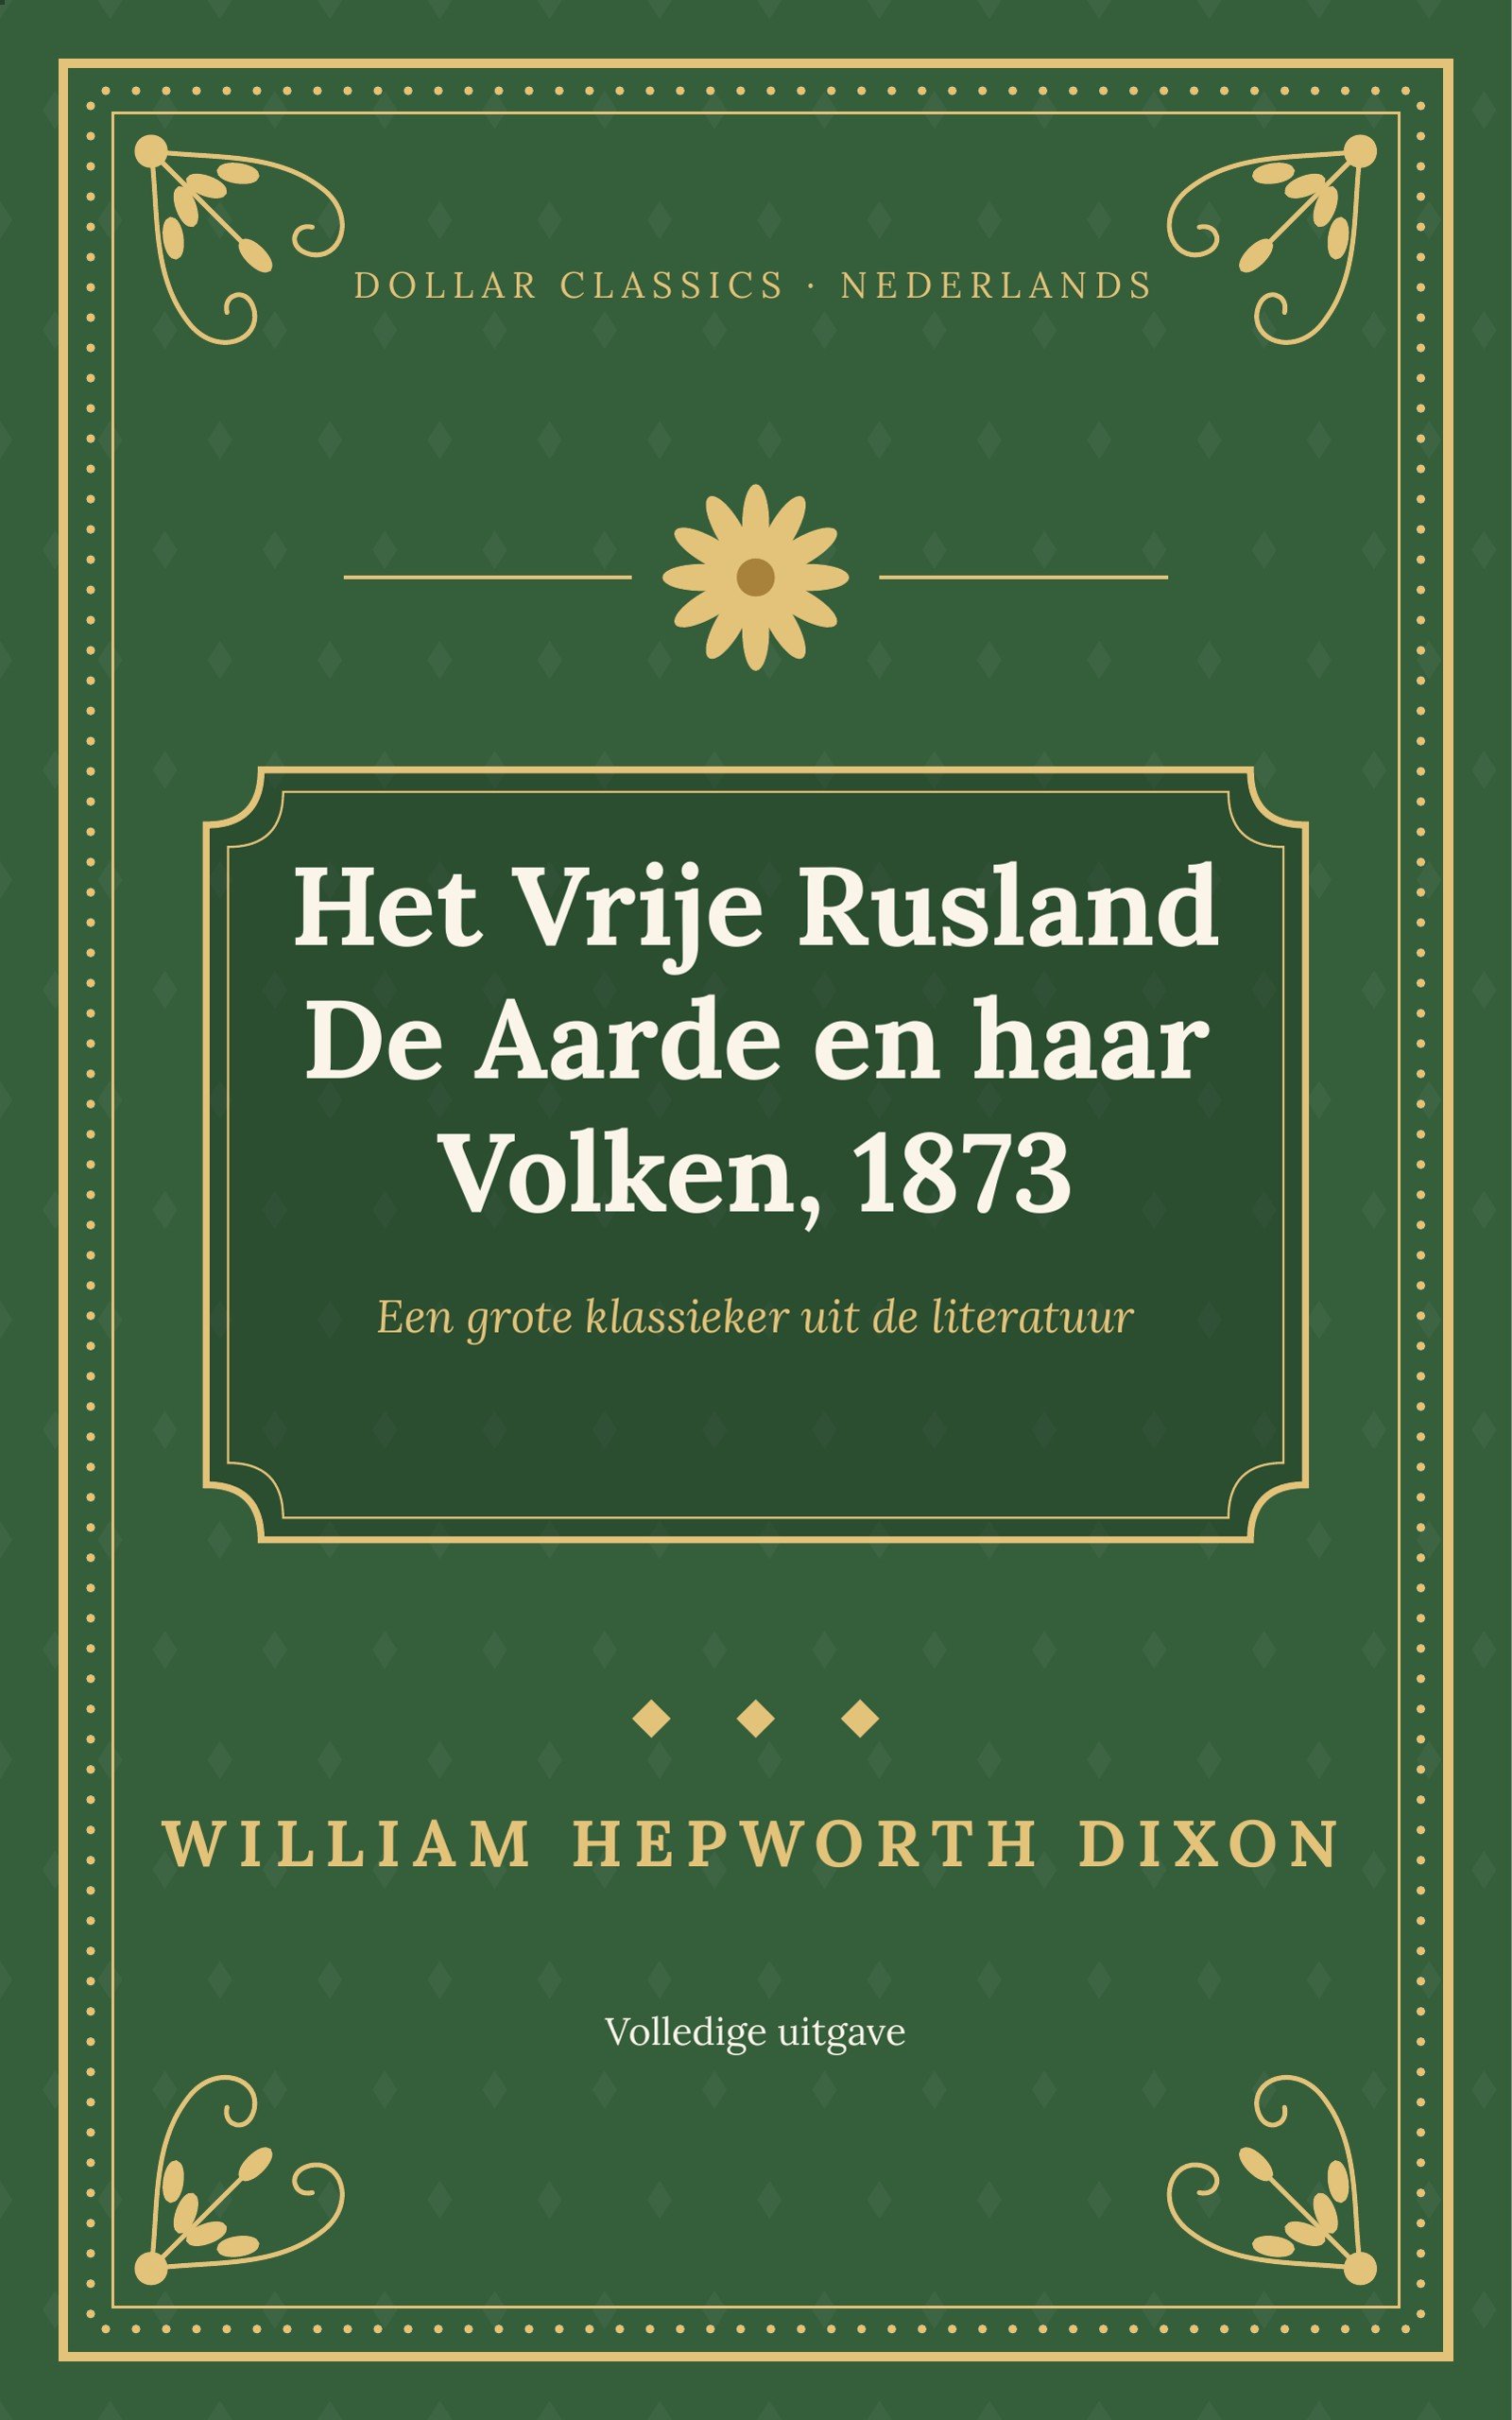 DOLLAR CLASSICS · NEDERLANDS
Het Vrije Rusland
De Aarde en haar
Volken, 1873
Een grote klassieker uit de literatuur
WILLIAM HEPWORTH DIXON
Volledige uitgave